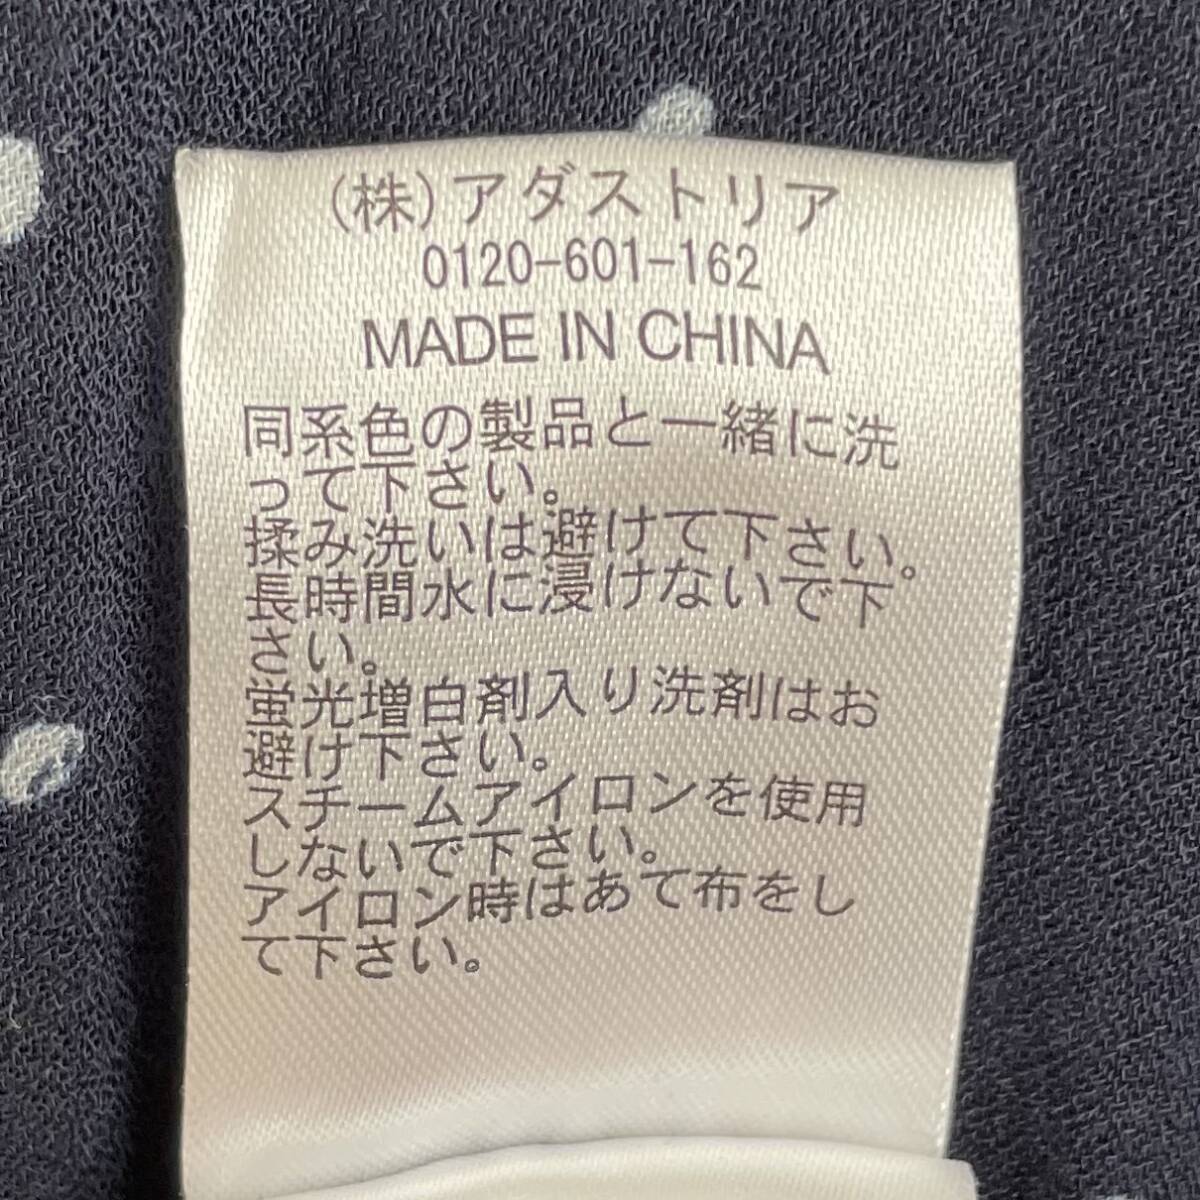 (株)アダストリア
0120-601-162
MADE IN CHINA
同系色の製品と一緒に洗
って下さい。
揉み洗いは避けて下さい。
長時間水に浸けないで下
さい。
蛍光増白剤入り洗剤はお
避け下さい。
スチームアイロンを使用
しないで下さい。
アイロン時はあて布をし
て下さい。